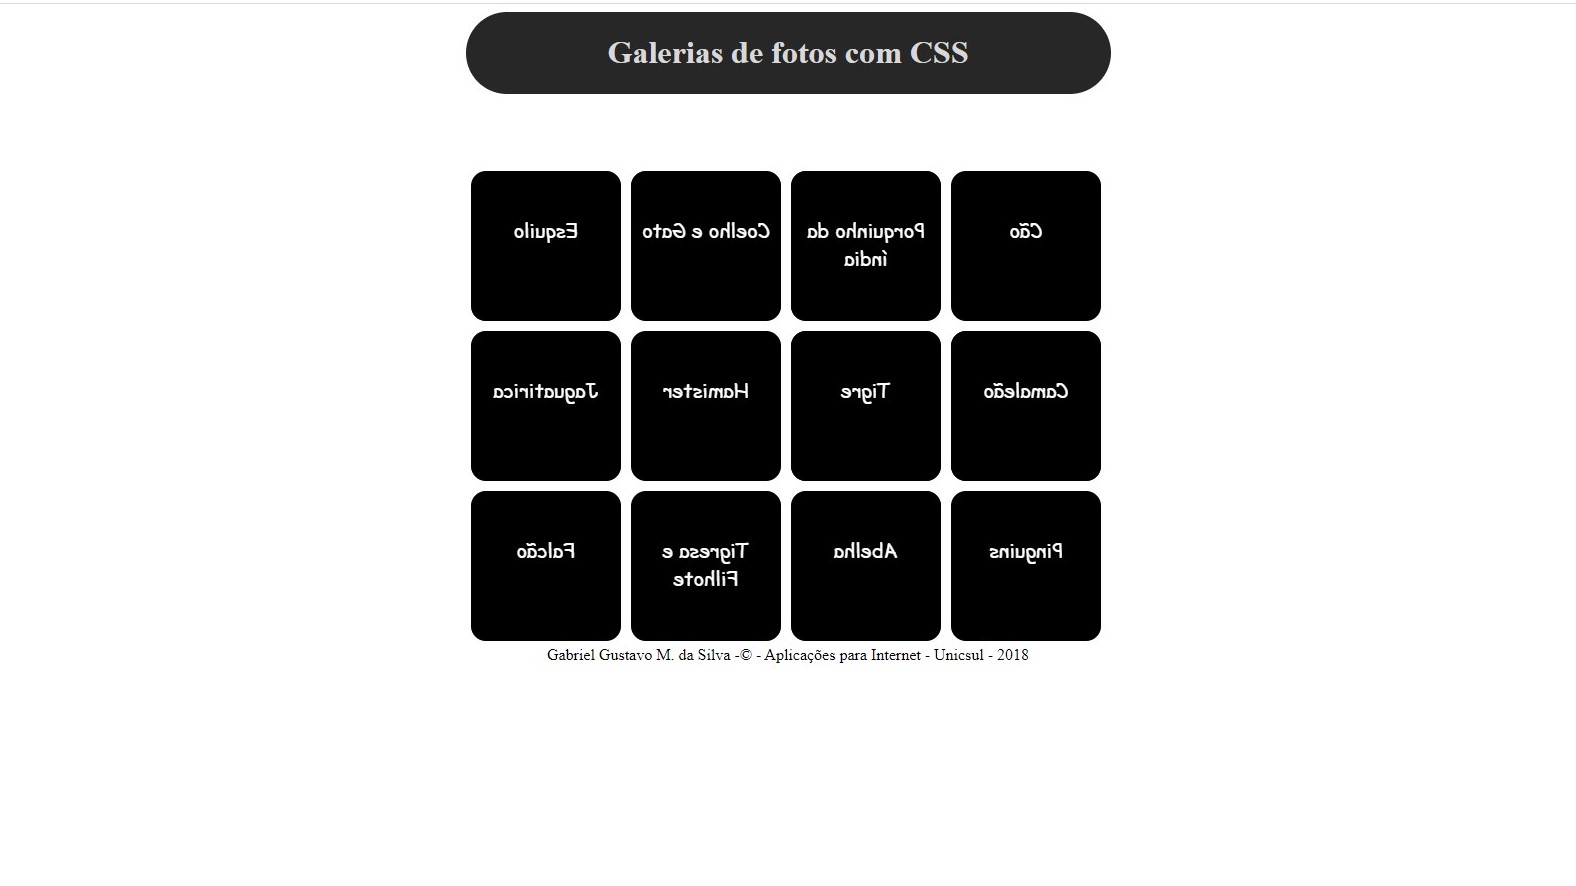 Galerias de fotos com CSS
Esquilo
Coelho e Gato
Porquinho da
índia
Cão
Jaguatirica
Hamister
Tigre
Camaleão
Falcão
Tigresa e
Filhote
Abelha
Pinguins
Gabriel Gustavo M. da Silva -© - Aplicações para Internet - Unicsul - 2018